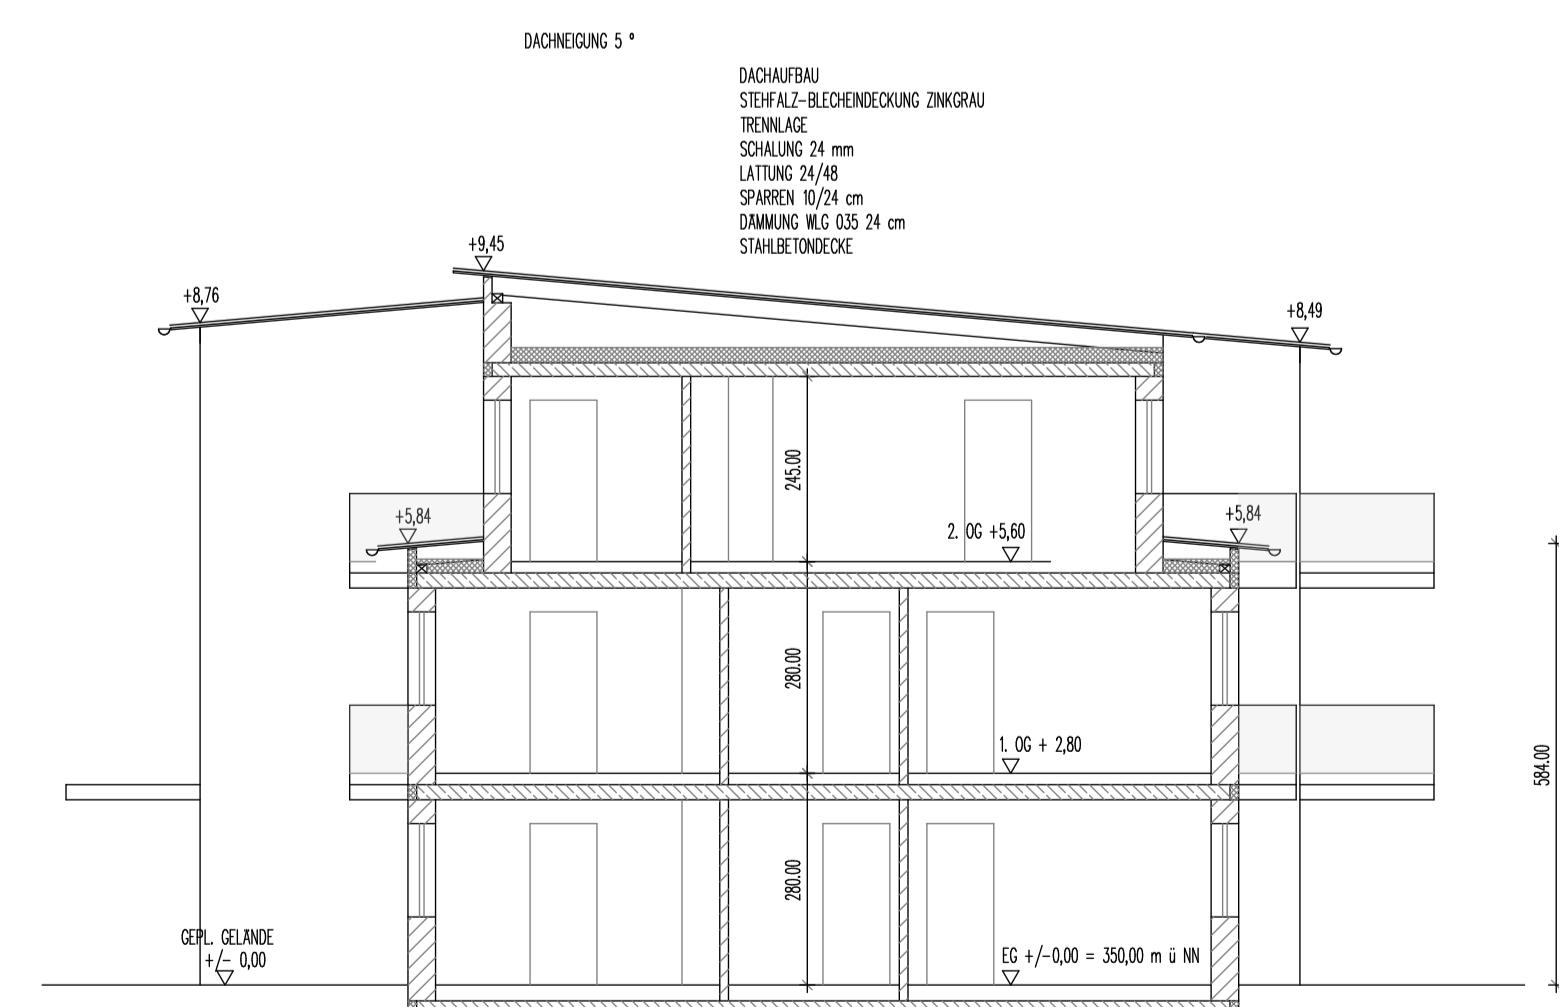 DACHNEIGUNG 5 °
DACHAUFBAU
STEHFALZ-BLECHEINDECKUNG ZINKGRAU
TRENNLAGE
SCHALUNG 24 mm
LATTUNG 24/48
SPARREN 10/24 cm
DÄMMUNG WLG 035 24 cm
STAHLBETONDECKE
+9,45
+8,76
+8,49
245.00
+5,84
+5,84
2. OG +5,60
280.00
1. OG + 2,80
584.00
280.00
GEPL. GELÄNDE
+/- 0,00
EG +/-0,00 = 350,00 m ü NN